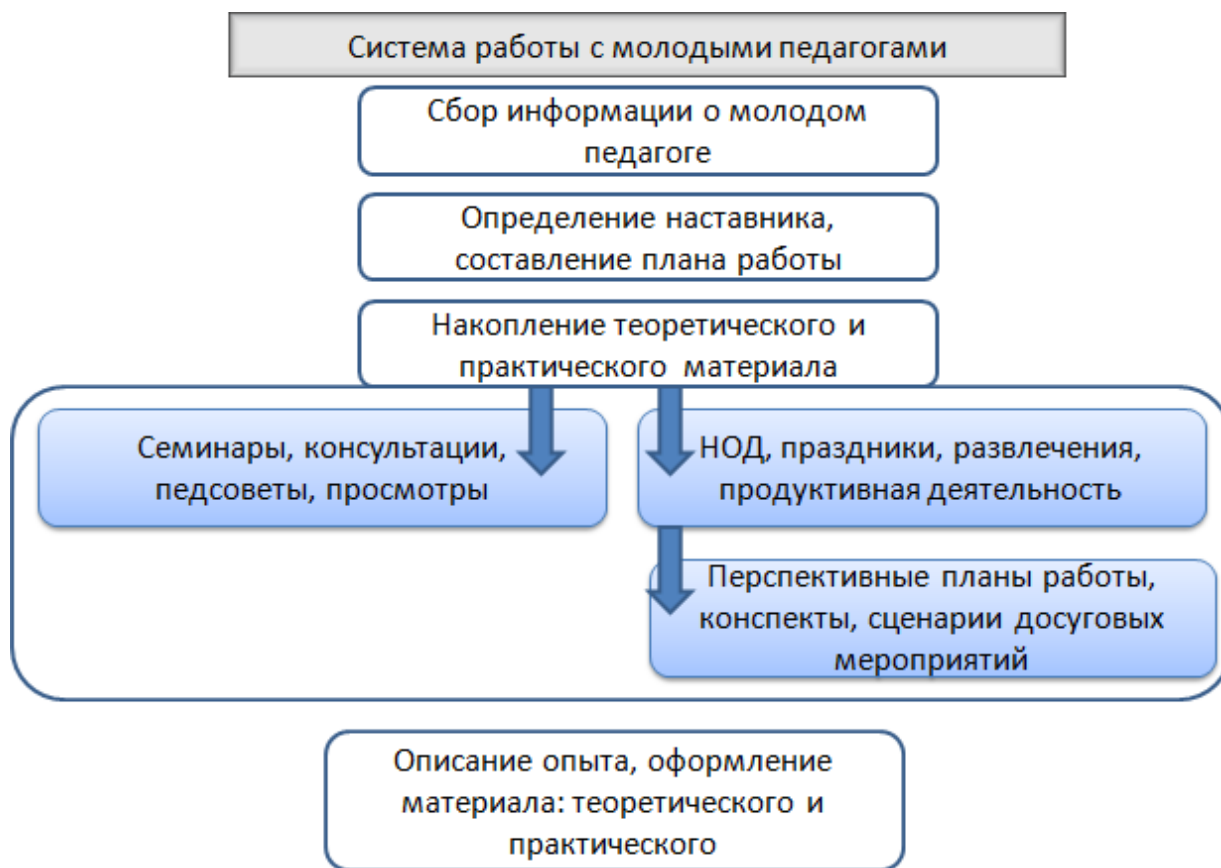 Система работы с молодыми педагогами
Сбор информации о молодом
педагоге
Определение наставника,
составление плана работы
Накопление теоретического и
практического материала
Семинары, консультации,
педсоветы, просмотры
НОД, праздники, развлечения,
продуктивная деятельность
Перспективные планы работы,
конспекты, сценарии досуговых
мероприятий
Описание опыта, оформление
материала: теоретического и
практического